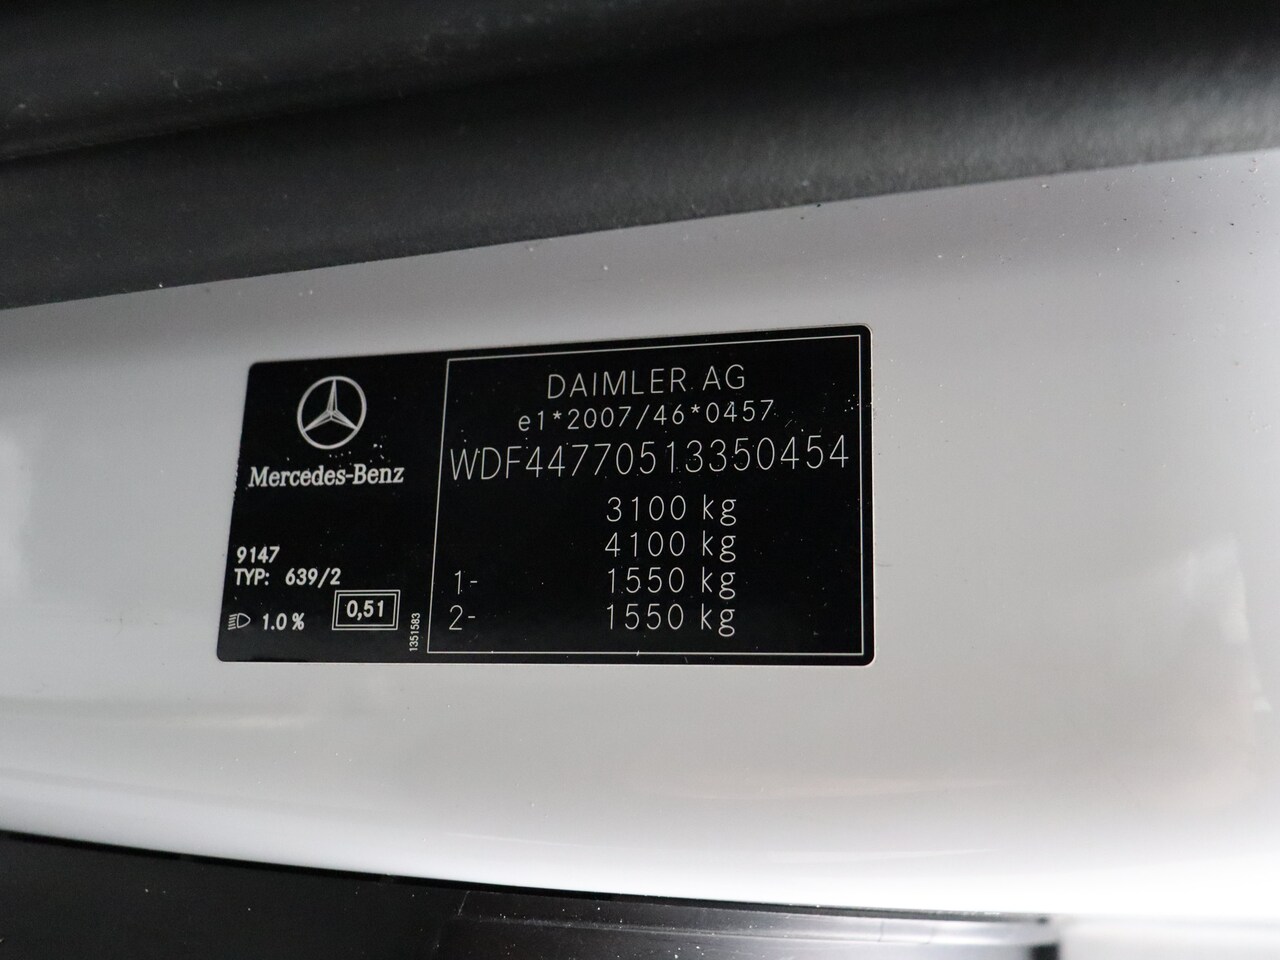 Mercedes-Benz
9147
TYP: 639/2
1.0 %
0,51
1351583
DAIMLER AG
e1*2007/46*0457
WDF44770513350454
3100 kg
4100 kg
1- 1550 kg
2- 1550 kg